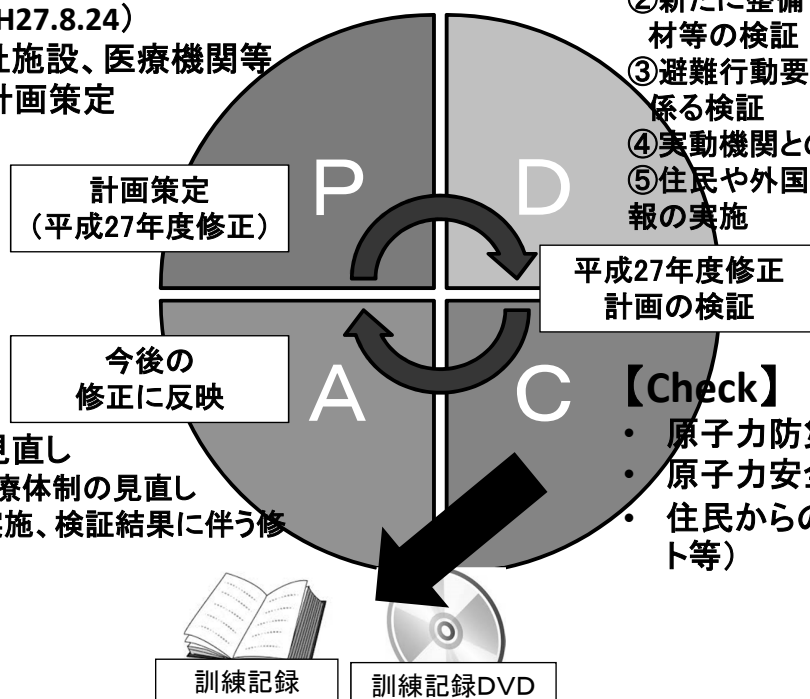 H27.8.24）
祉施設、医療機関等
計画策定
計画策定
（平成27年度修正）
P
D
②新たに整備
材等の検証
③避難行動要
係る検証
④実動機関との
⑤住民や外国
報の実施
平成27年度修正
計画の検証
今後の
修正に反映
A
C
見直し
療体制の見直し
実施、検証結果に伴う修
【Check】
・ 原子力防災
・ 原子力安全
・ 住民からの
ト等）
訓練記録
訓練記録DVD